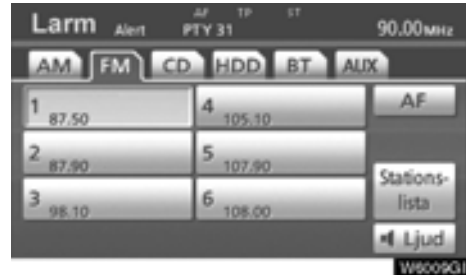 Larm Alert AF TP ST PTY 31 90.00MHz
AM FM CD HDD BT AUX
1 87.50 4 105.10 AF
2 87.90 5 107.90
3 98.10 6 108.00
Stations-
lista
Ljud
W6009GI